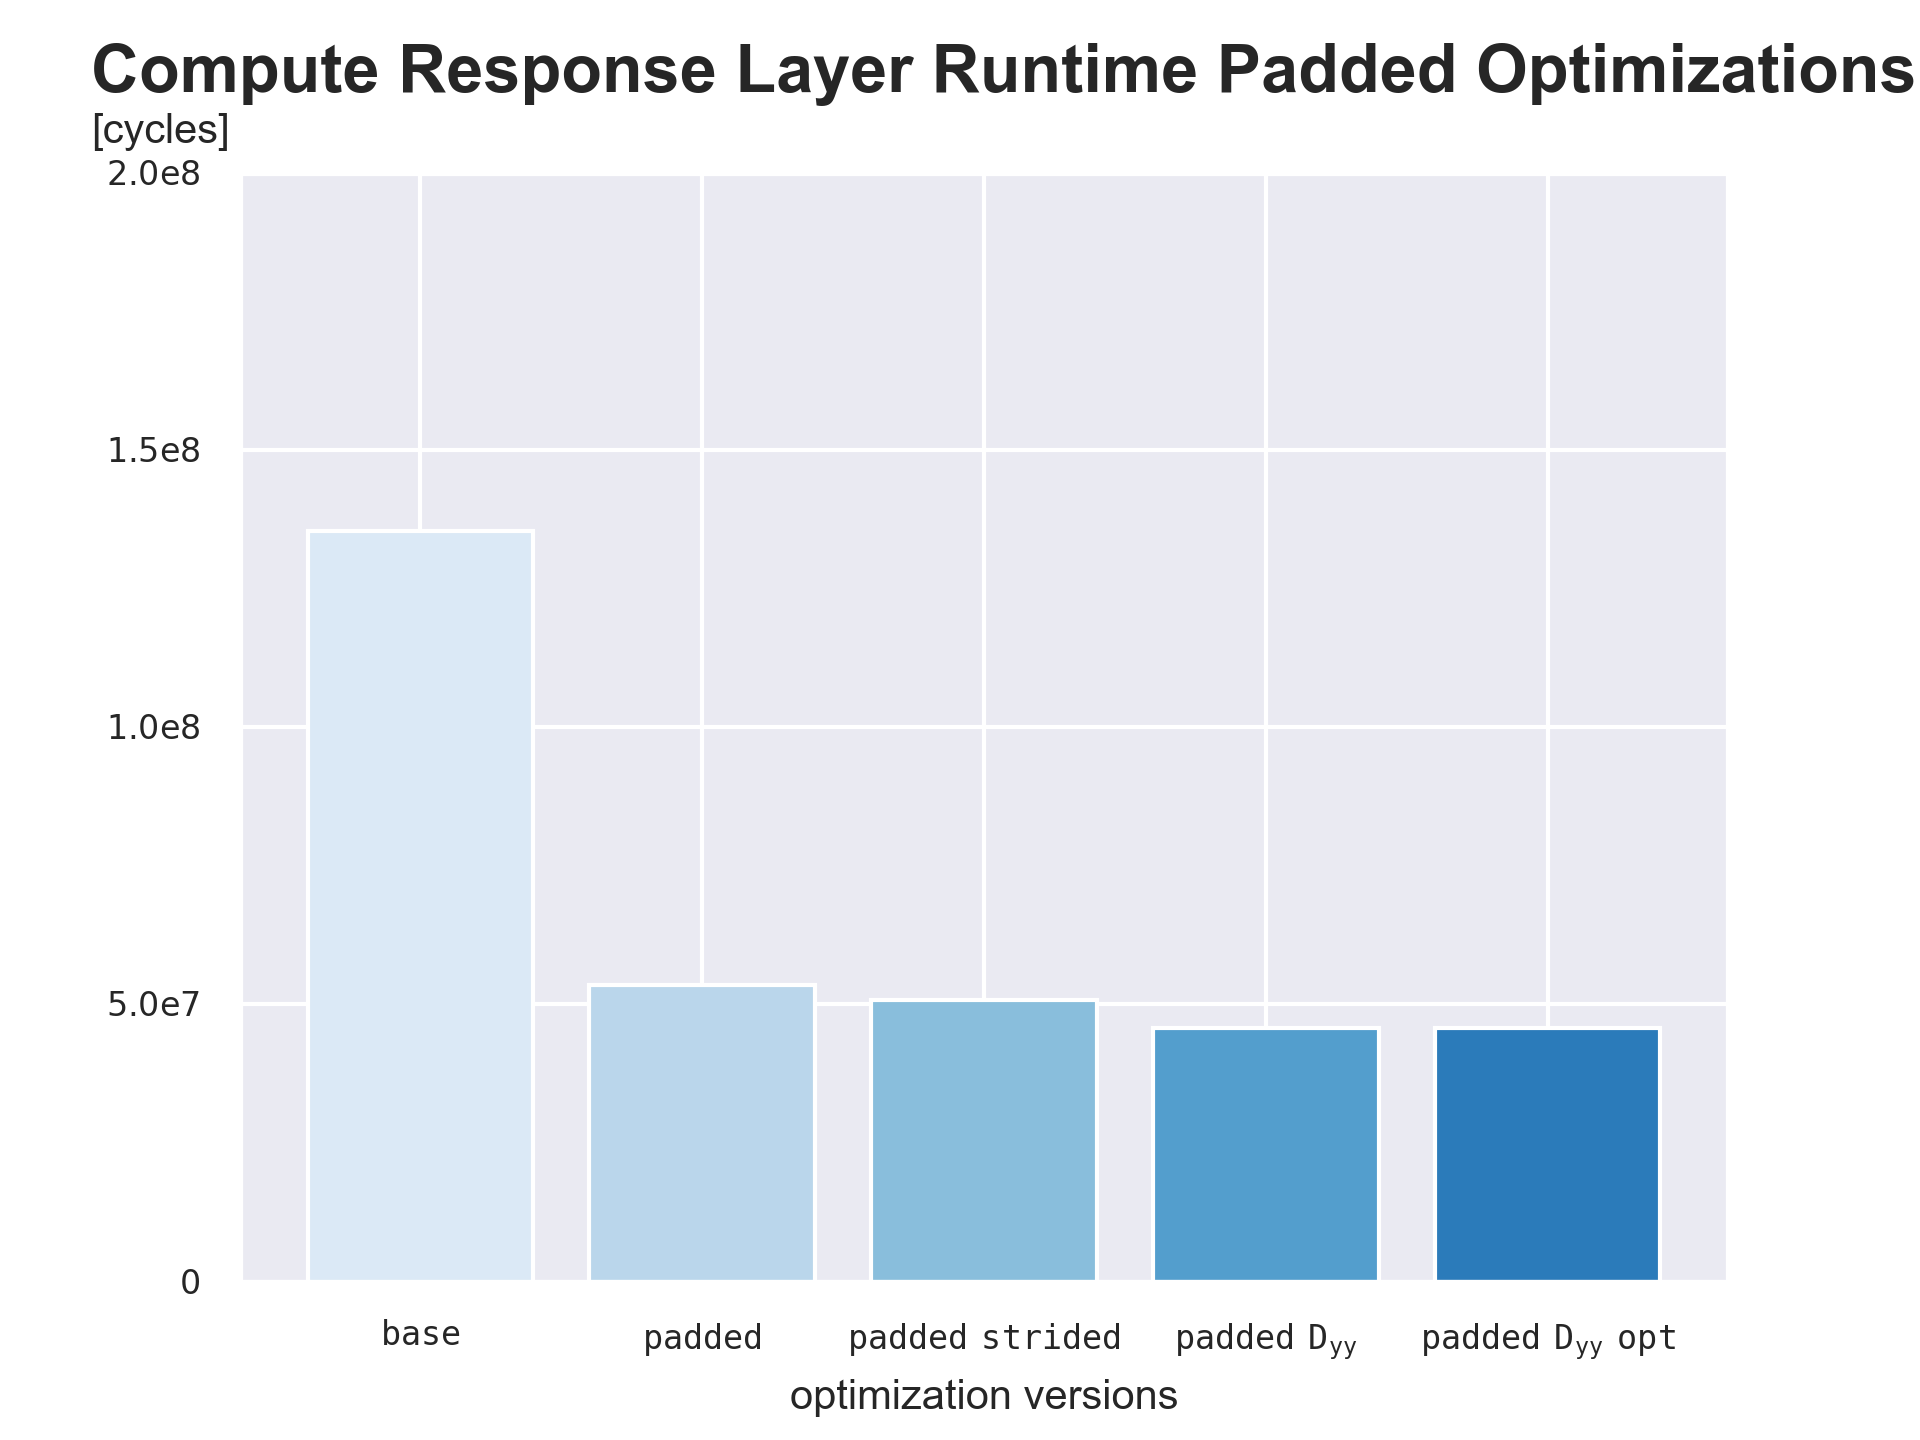 Compute Response Layer Runtime Padded Optimizations
[cycles]
2.0e8
1.5e8
1.0e8
5.0e7
0
base padded padded strided padded Dyy padded Dyy opt
optimization versions